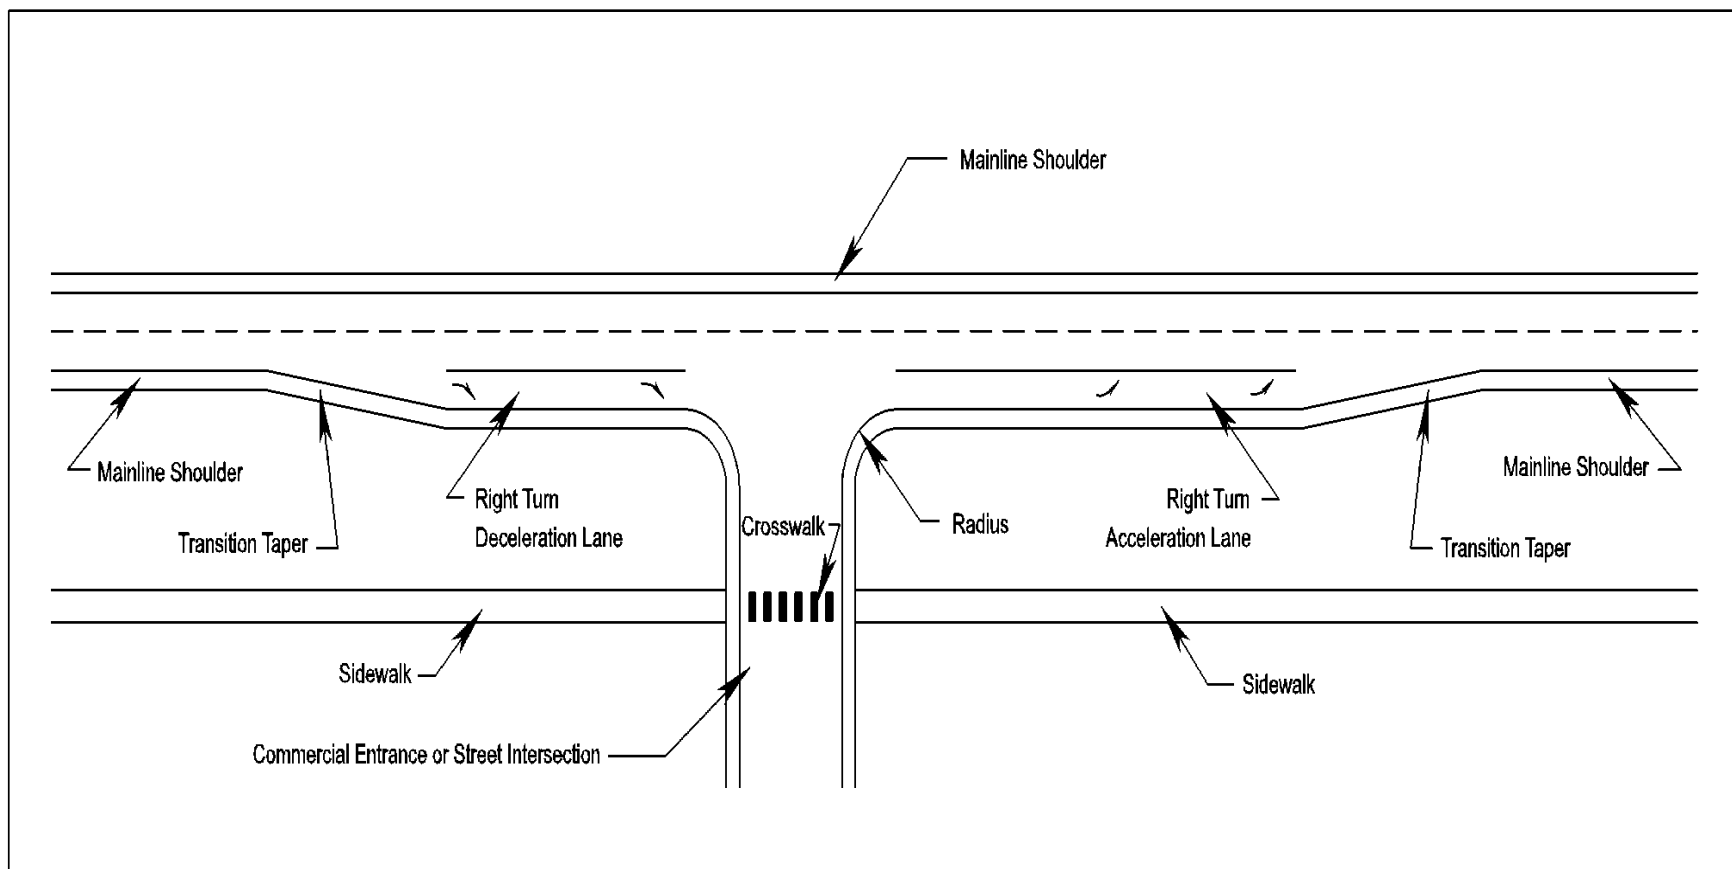 Mainline Shoulder
Mainline Shoulder
Mainline Shoulder
Right Turn
Deceleration Lane
Right Turn
Acceleration Lane
Crosswalk
Radius
Transition Taper
Transition Taper
Sidewalk
Sidewalk
Commercial Entrance or Street Intersection